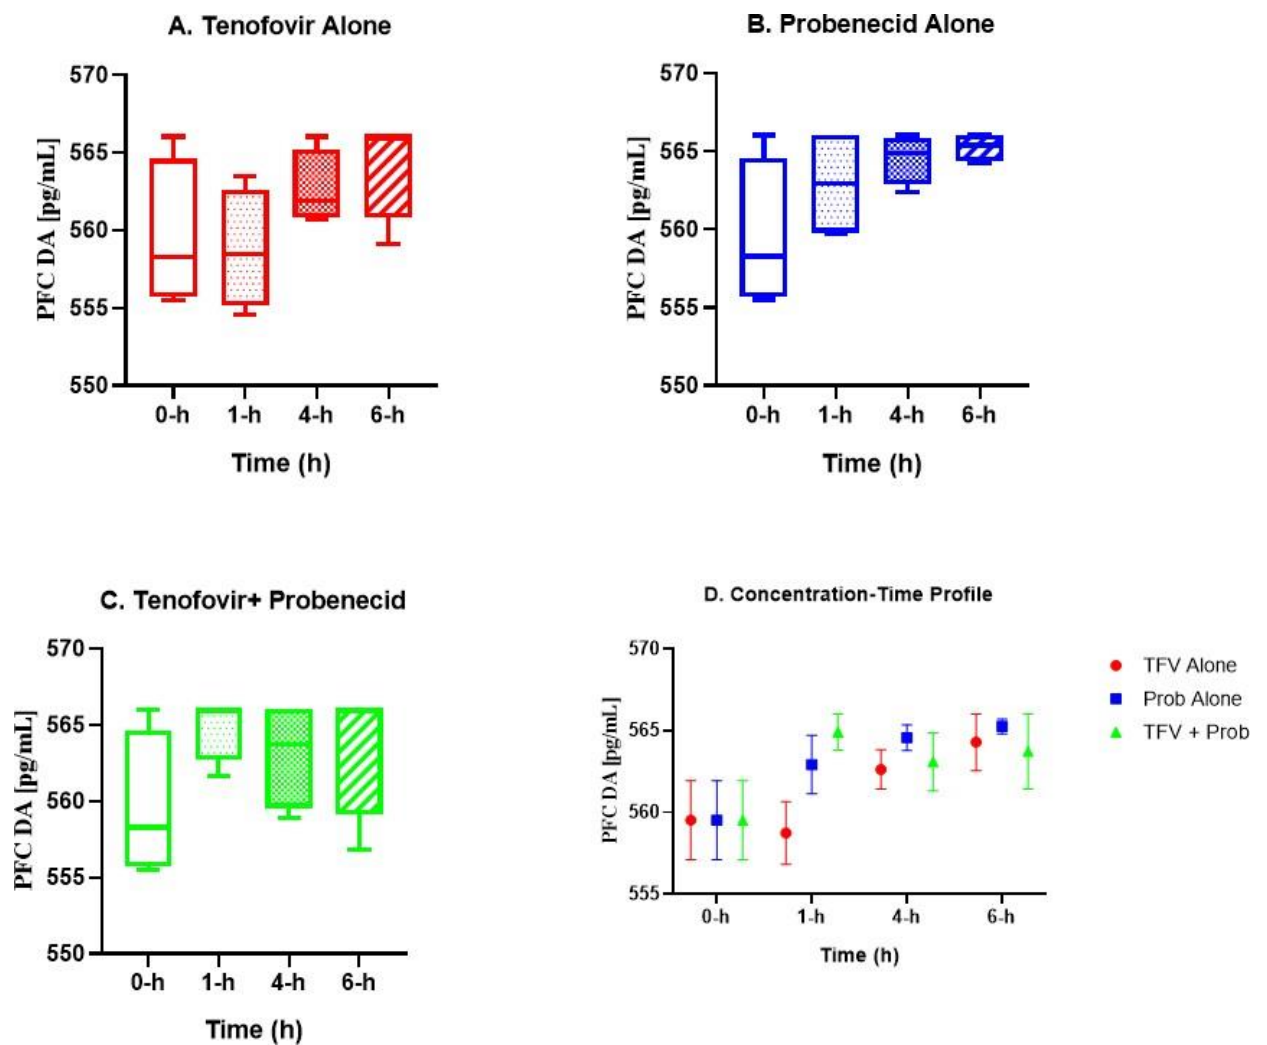 A. Tenofovir Alone
PFC DA [pg/mL]
570
565
560
555
550
0-h 1-h 4-h 6-h
Time (h)
B. Probenecid Alone
PFC DA [pg/mL]
570
565
560
555
550
0-h 1-h 4-h 6-h
Time (h)
C. Tenofovir+ Probenecid
PFC DA [pg/mL]
570
565
560
555
550
0-h 1-h 4-h 6-h
Time (h)
D. Concentration-Time Profile
PFC DA [pg/mL]
570
565
560
555
0-h 1-h 4-h 6-h
Time (h)
TFV Alone
Prob Alone
TFV + Prob